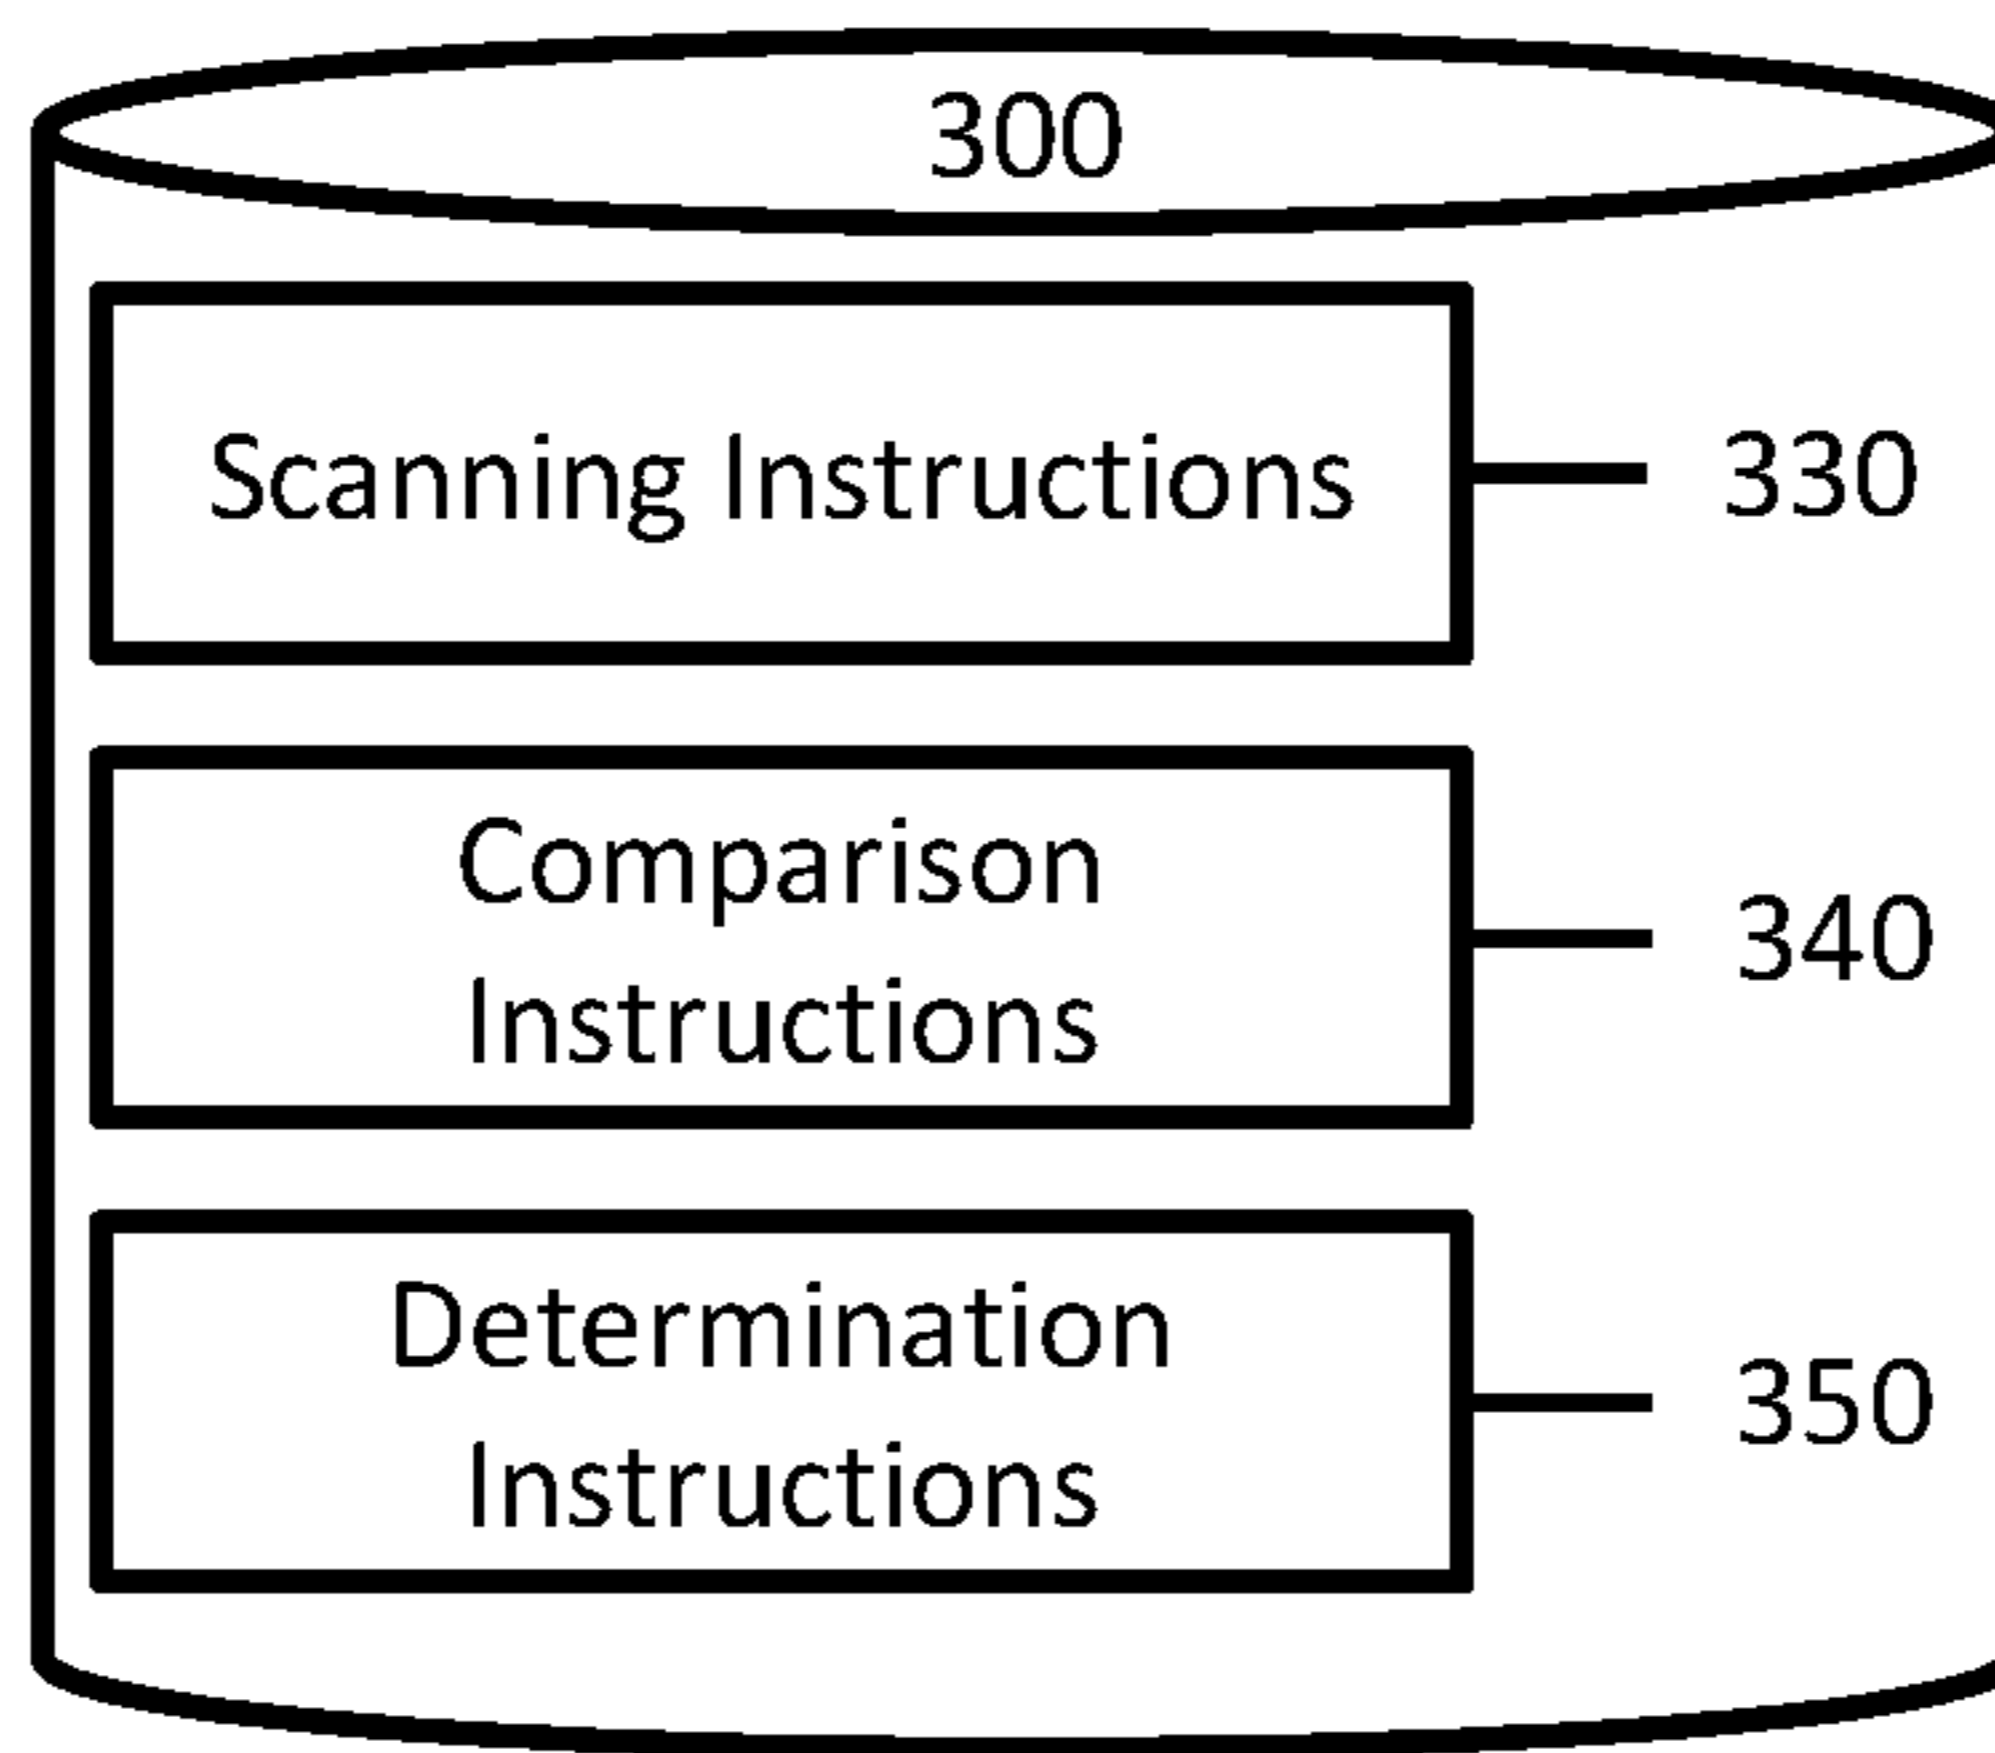 300
Scanning Instructions
330
Comparison
Instructions
340
Determination
Instructions
350